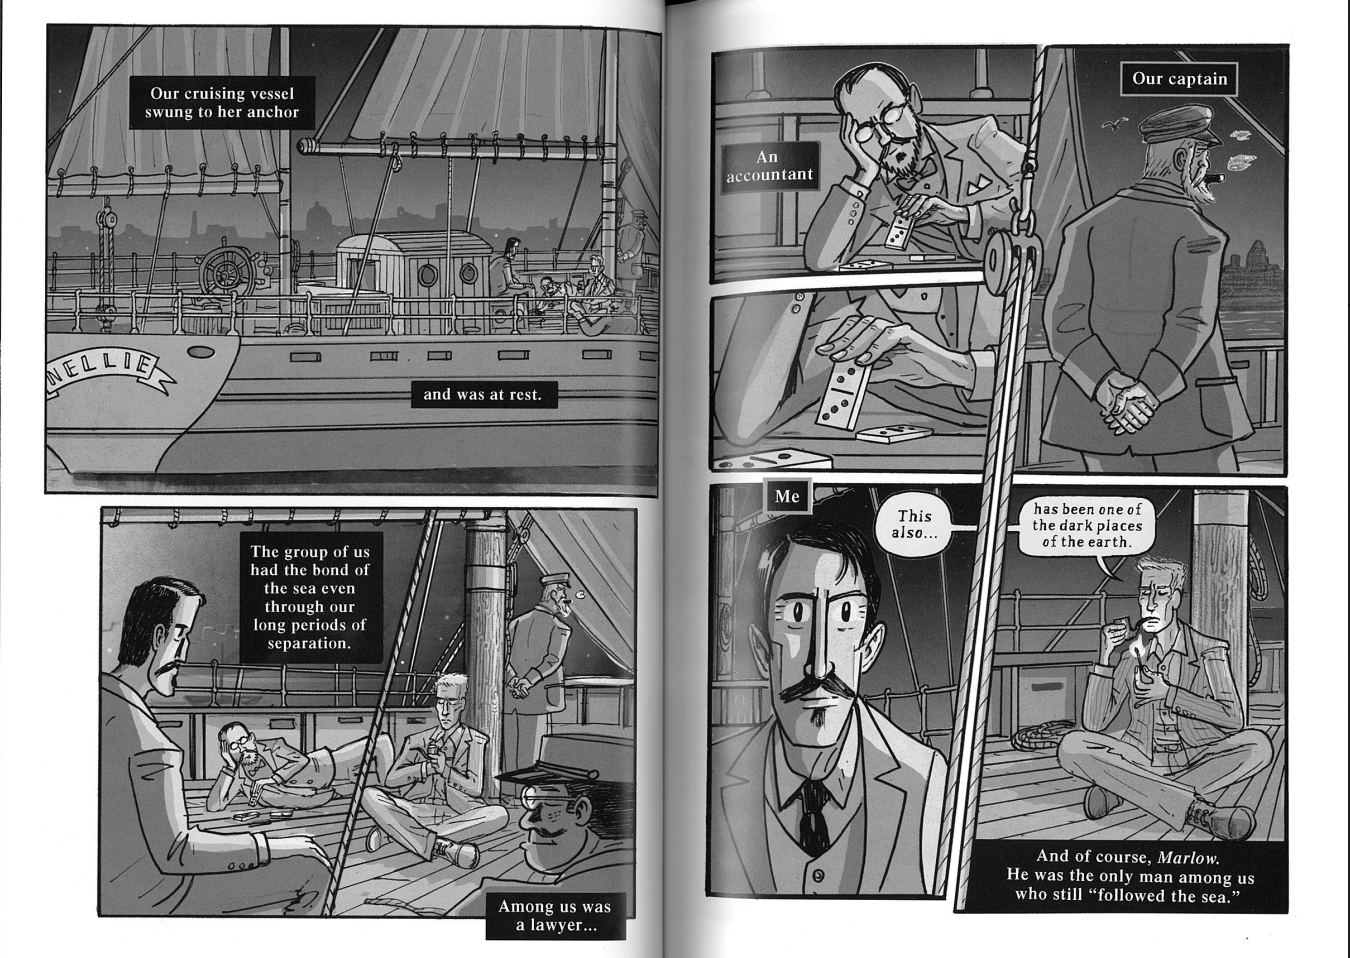 Our cruising vessel
swung to her anchor
NELLIE
and was at rest.
The group of us
had the bond of
the sea even
through our
long periods of
separation.
Among us was
a lawyer...
An
accountant
Our captain
Me
This
also...
has been one of
the dark places
of the earth.
And of course, Marlow.
He was the only man among us
who still “followed the sea.”